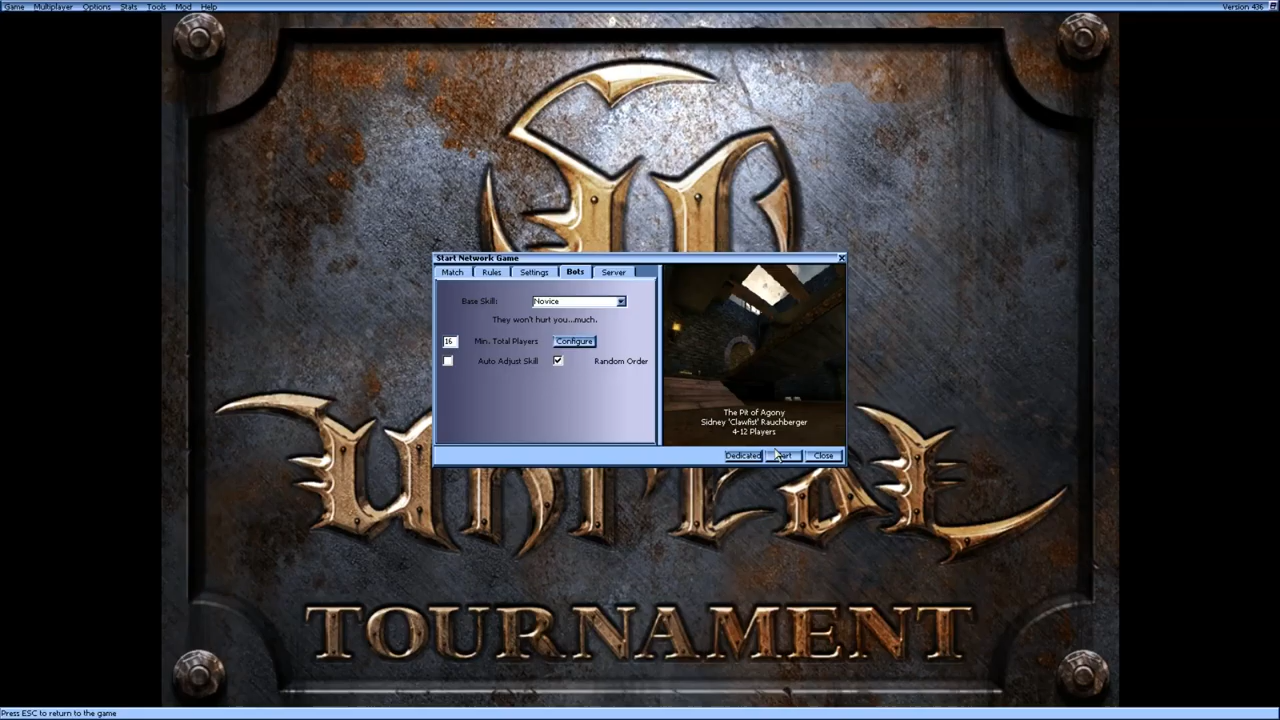 Game Multiplayer Options Stats Tools Mod Help Version 436
Start Network Game
Match Rules Settings Bots Server
Base Skill: Novice
They won't hurt you...much.
16 Min. Total Players Configure
Auto Adjust Skill Random Order
The Pit of Agony
Sidney 'Clawfist' Rauchberger
4-12 Players
Dedicated Start Close
UNREAL
TOURNAMENT
Press ESC to return to the game